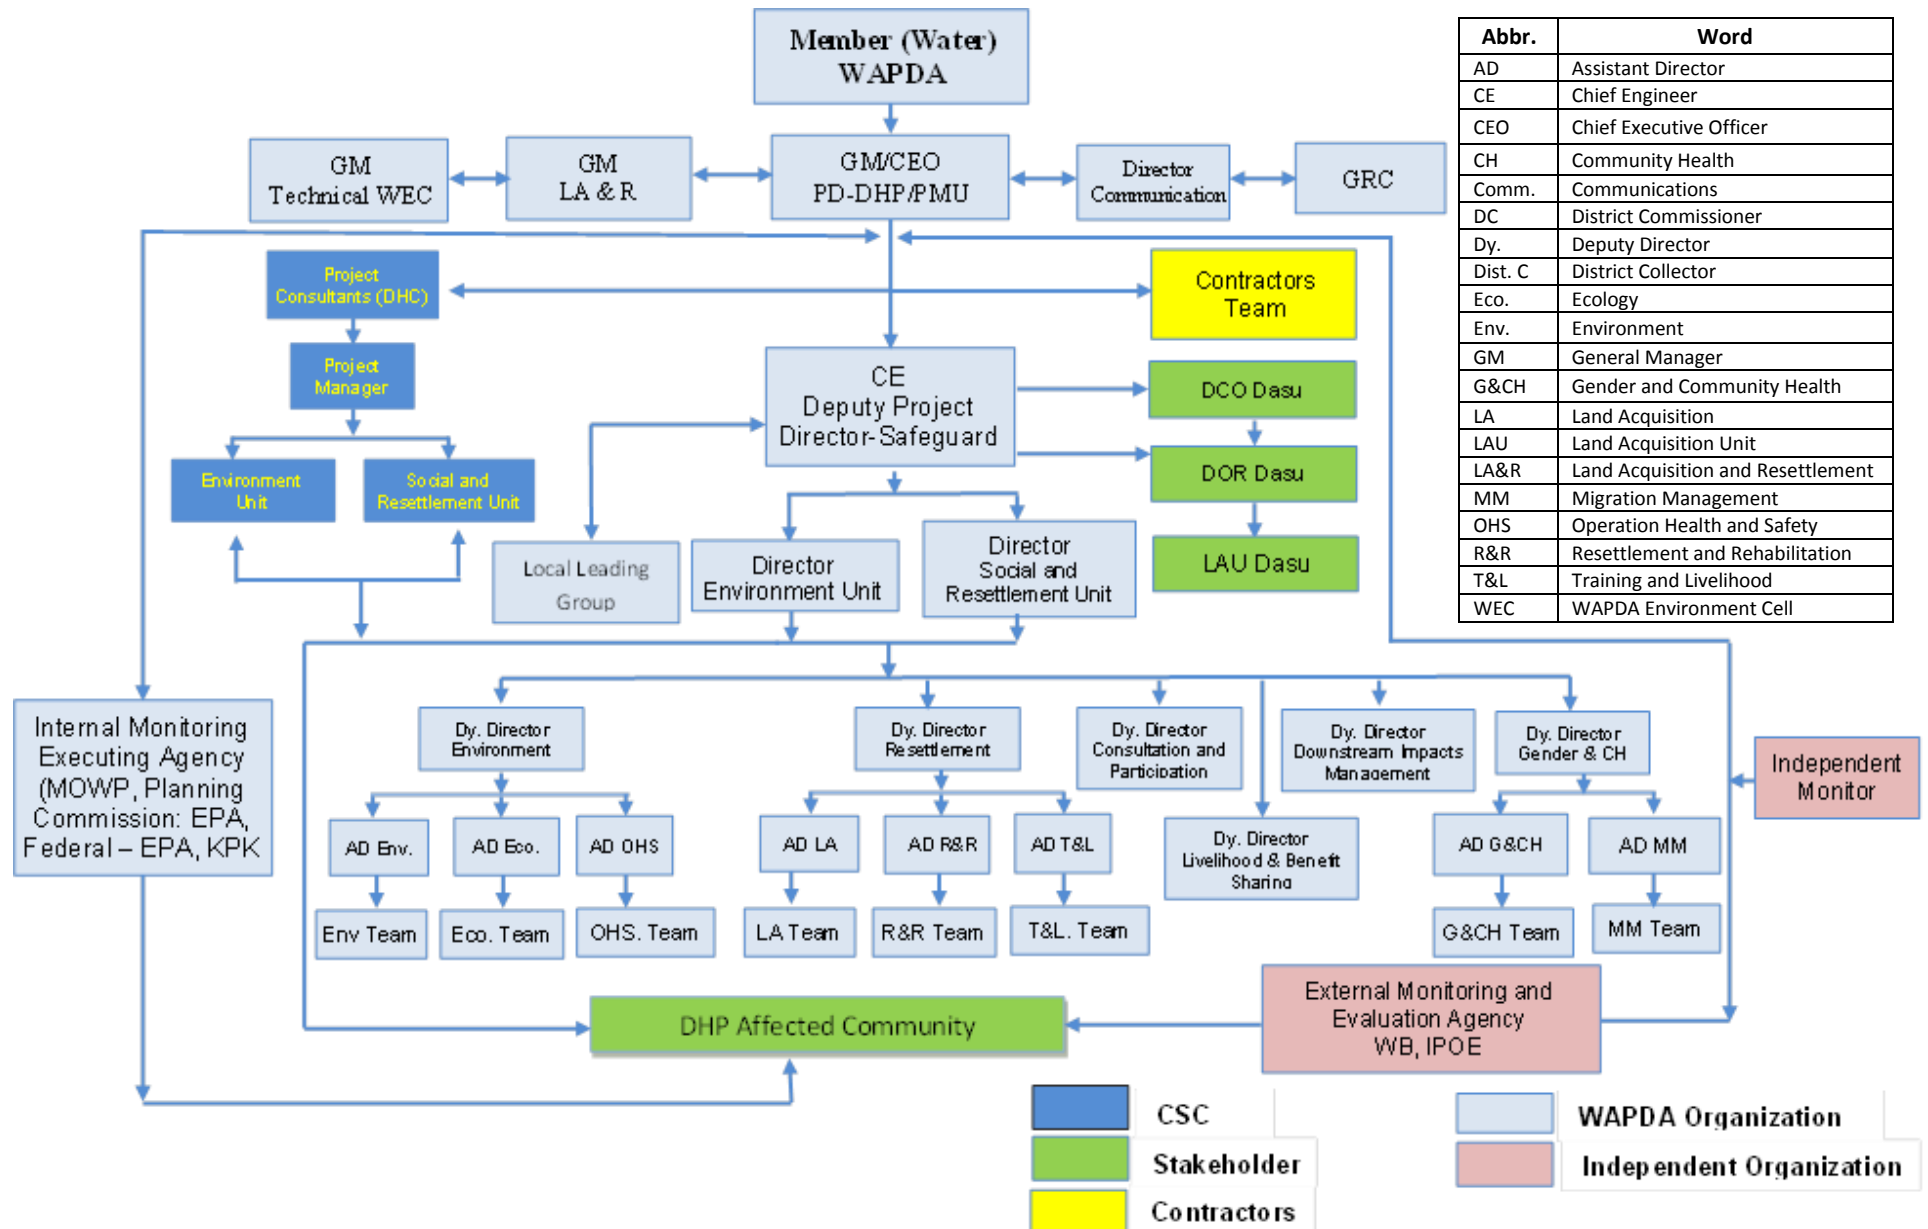 Member (Water)
WAPDA
GM
Technical WEC
GM
LA & R
GM/CEO
PD-DHP/PMU
Director
Communication
GRC
Project
Consultants (DHC)
Contractors
Team
Project
Manager
CE
Deputy Project
Director-Safeguard
DCO Dasu
DOR Dasu
LAU Dasu
Environment
Unit
Social and
Resettlement Unit
Local Leading
Group
Director
Environment Unit
Director
Social and
Resettlement Unit
Internal Monitoring
Executing Agency
(MOWP, Planning
Commission: EPA,
Federal – EPA, KPK
Dy. Director
Environment
Dy. Director
Resettlement
Dy. Director
Consultation and
Participation
Dy. Director
Downstream Impacts
Management
Dy. Director
Gender & CH
Independent
Monitor
AD Env.
AD Eco.
AD OHS
AD LA
AD R&R
AD T&L
Dy. Director
Livelihood & Benefit
Sharing
AD G&CH
AD MM
Env Team
Eco. Team
OHS. Team
LA Team
R&R Team
T&L. Team
G&CH Team
MM Team
DHP Affected Community
External Monitoring and
Evaluation Agency
WB, IPOE
CSC
Stakeholder
Contractors
WAPDA Organization
Independent Organization
Abbr. Word
AD Assistant Director
CE Chief Engineer
CEO Chief Executive Officer
CH Community Health
Comm. Communications
DC District Commissioner
Dy. Deputy Director
Dist. C District Collector
Eco. Ecology
Env. Environment
GM General Manager
G&CH Gender and Community Health
LA Land Acquisition
LAU Land Acquisition Unit
LA&R Land Acquisition and Resettlement
MM Migration Management
OHS Operation Health and Safety
R&R Resettlement and Rehabilitation
T&L Training and Livelihood
WEC WAPDA Environment Cell